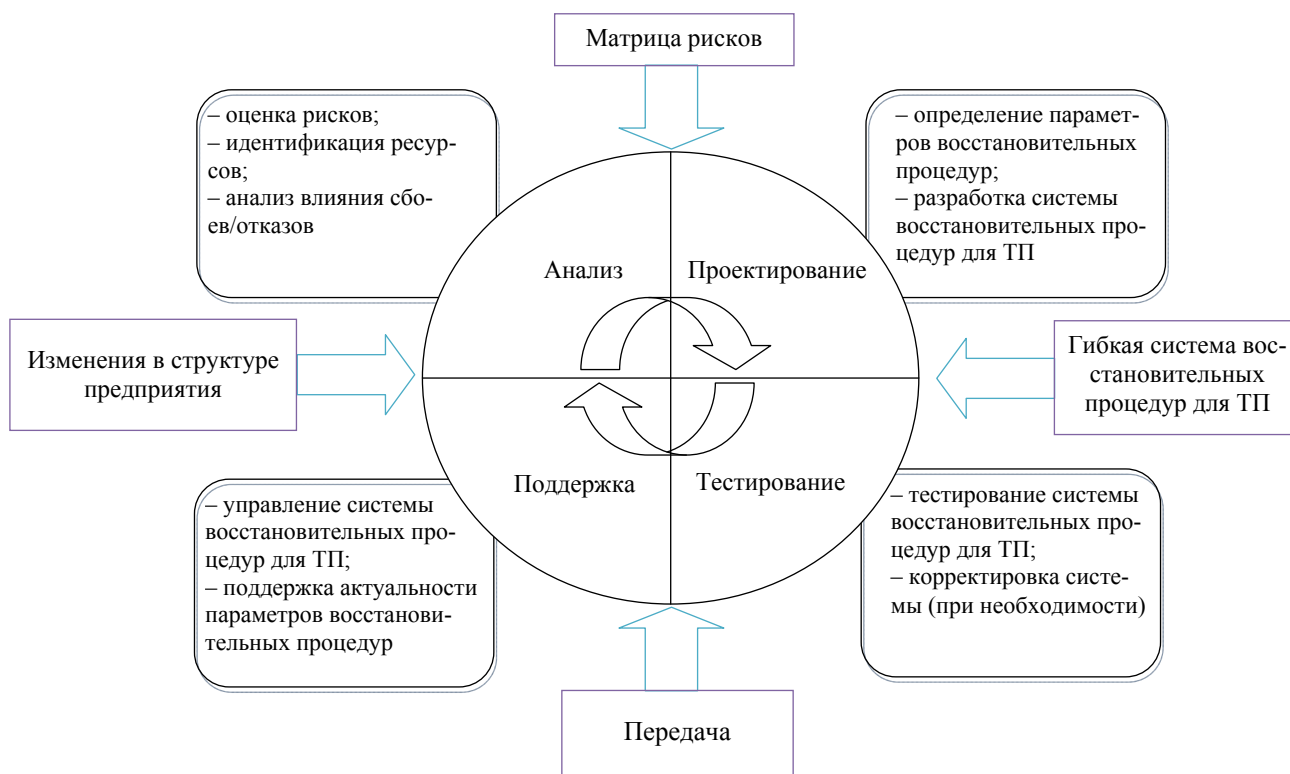 Матрица рисков
– оценка рисков;
– идентификация ресур-
сов;
– анализ влияния сбо-
ев/отказов
– определение парамет-
ров восстановительных
процедур;
– разработка системы
восстановительных про-
цедур для ТП
Анализ
Проектирование
Изменения в структуре
предприятия
Гибкая система вос-
становительных
процедур для ТП
Поддержка
Тестирование
– управление системы
восстановительных про-
цедур для ТП;
– поддержка актуальности
параметров восстанови-
тельных процедур
– тестирование системы
восстановительных про-
цедур для ТП;
– корректировка систе-
мы (при необходимости)
Передача